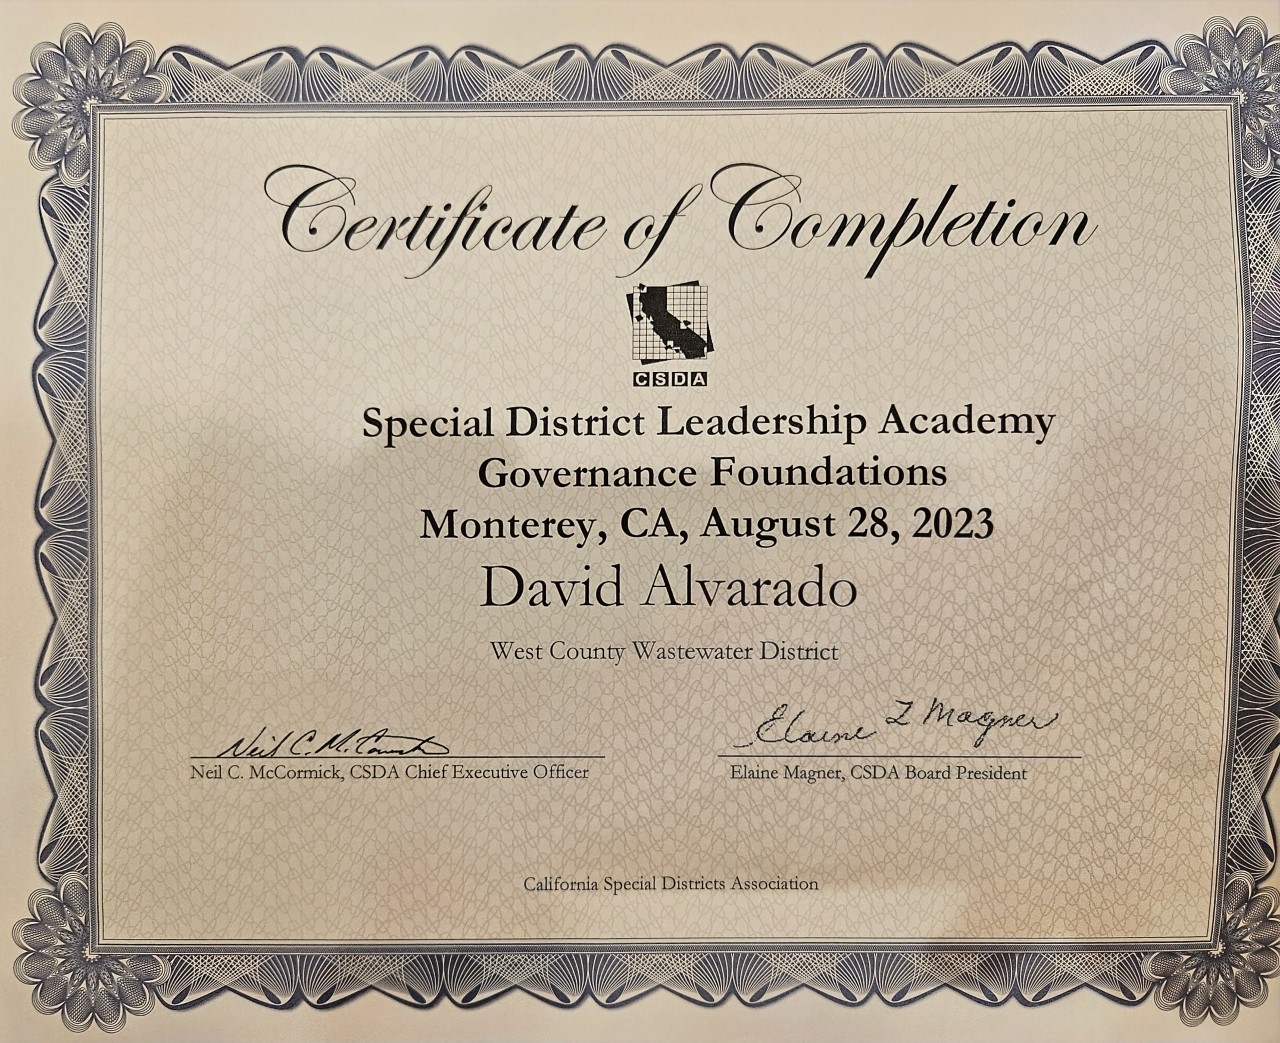 Certificate of Completion
CSDA
Special District Leadership Academy
Governance Foundations
Monterey, CA, August 28, 2023
David Alvarado
West County Wastewater District
Neil C. McCormick
Elaine Z Magner
Neil C. McCormick, CSDA Chief Executive Officer
Elaine Magner, CSDA Board President
California Special Districts Association